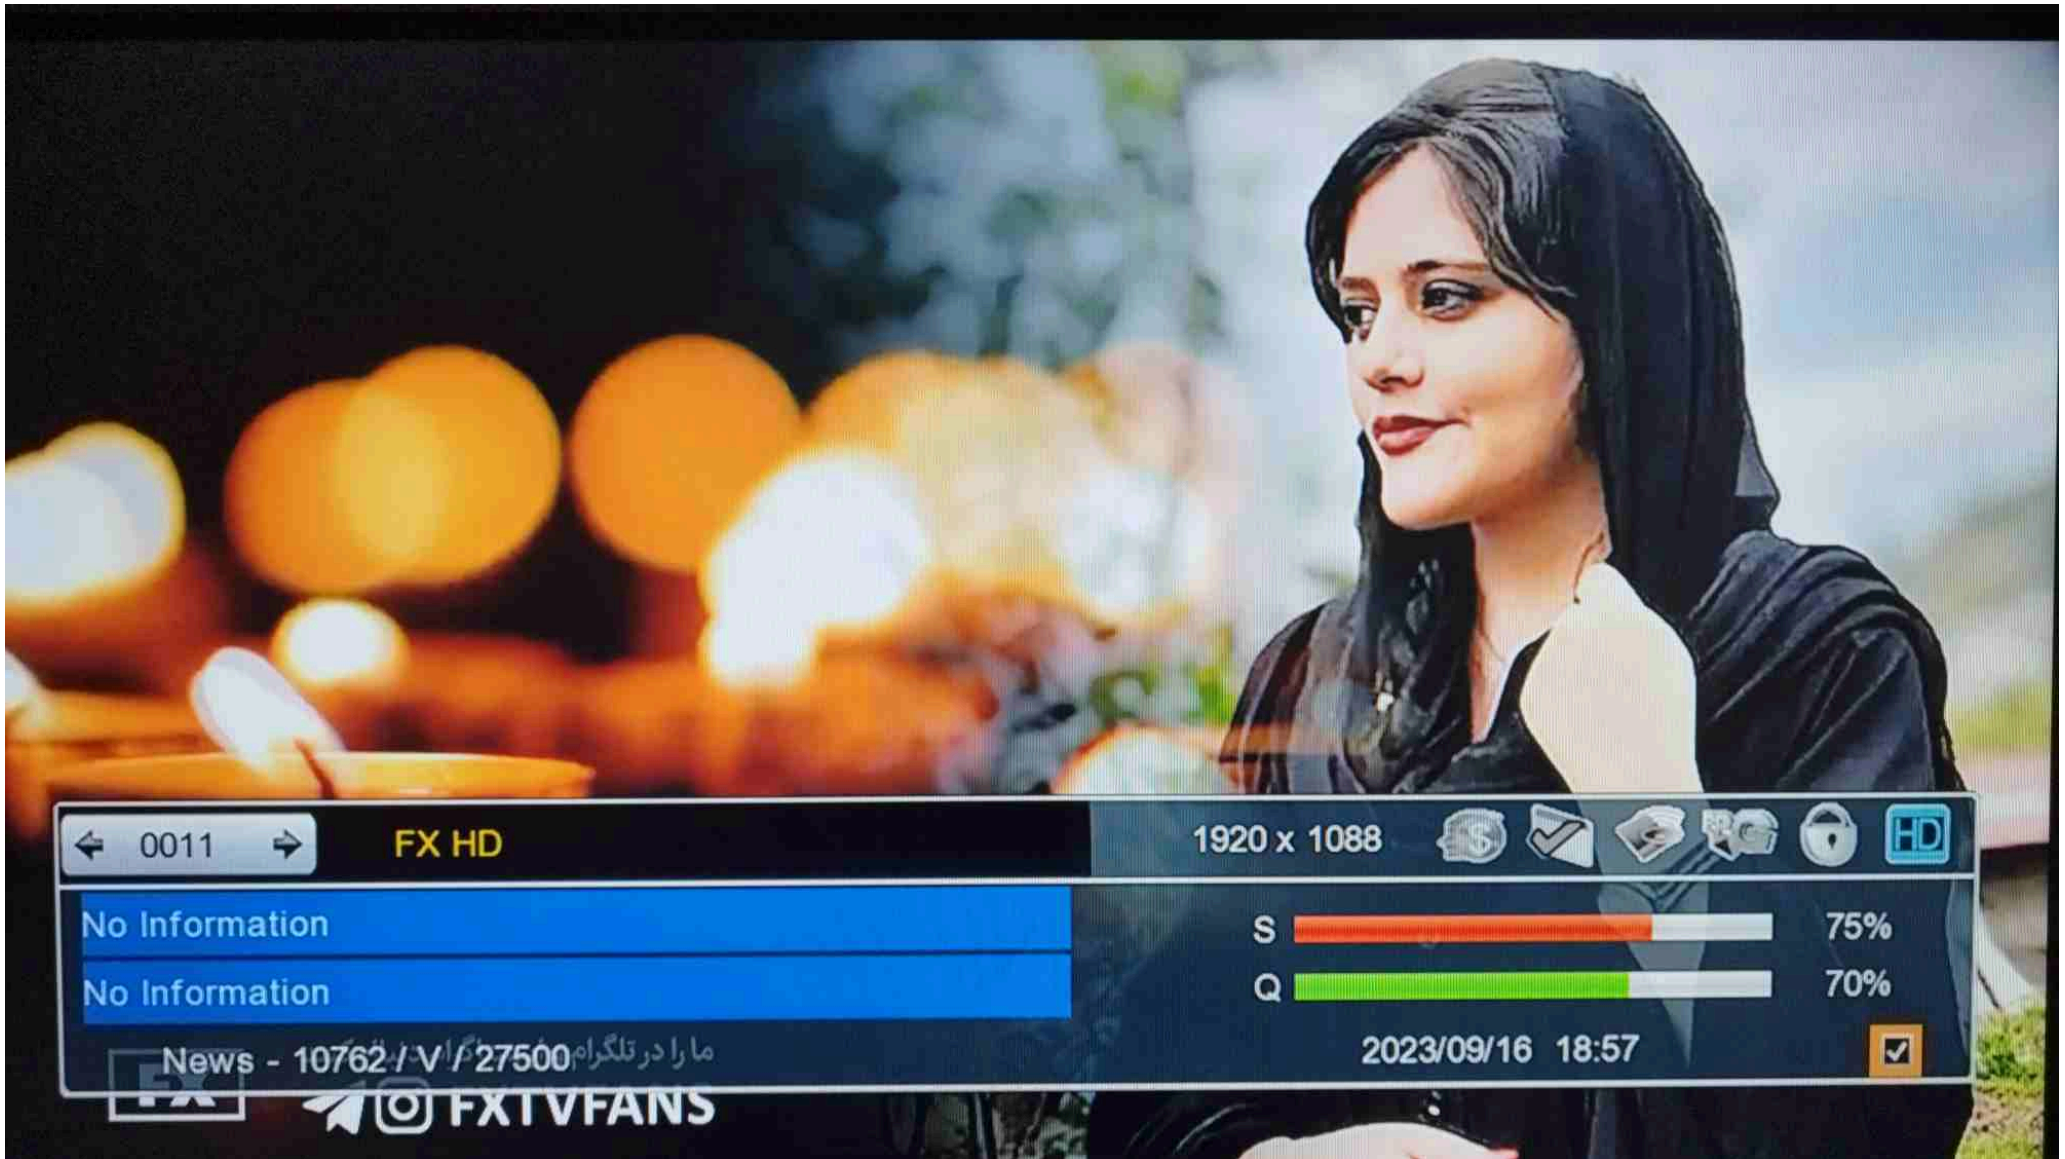 0011
FX HD
1920 x 1088
HD
No Information
No Information
S 75%
Q 70%
News - 10762 / V / 27500
ما را در تلگرام
2023/09/16 18:57
FX
FXTVFANS